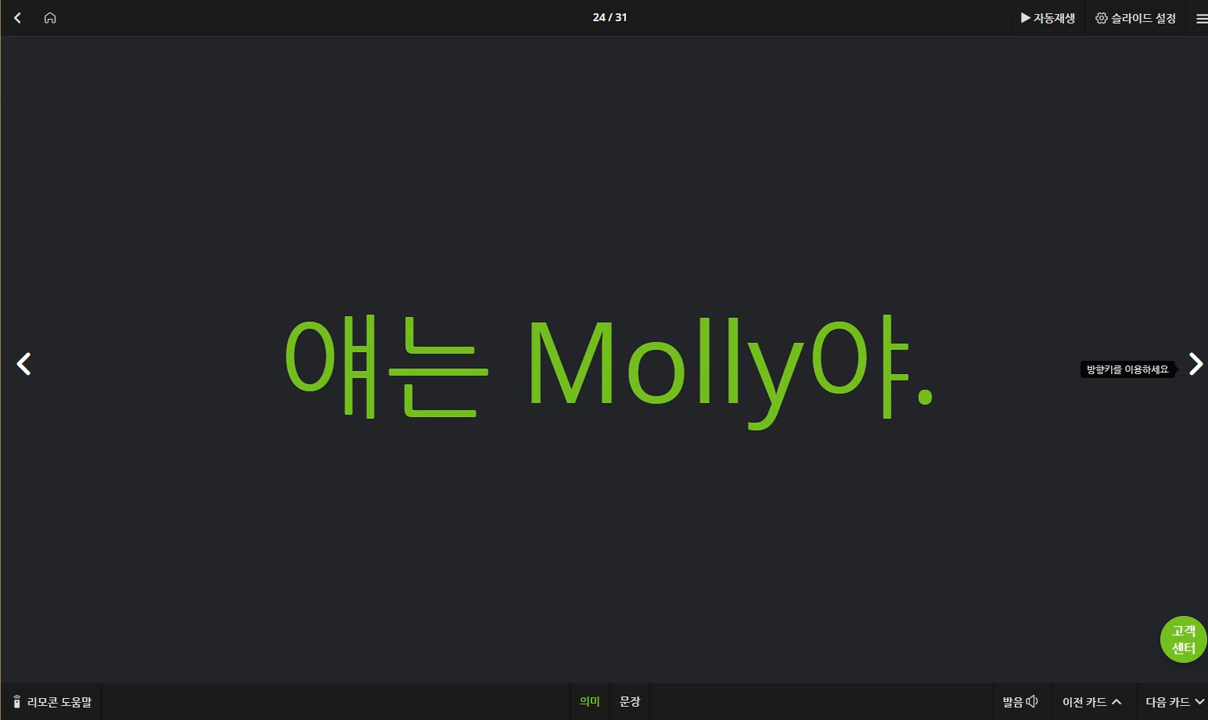 24 / 31
자동재생
슬라이드 설정
얘는 Molly야.
방향키를 이용하세요
고객
센터
리모콘 도움말
의미
문장
발음
이전 카드
다음 카드